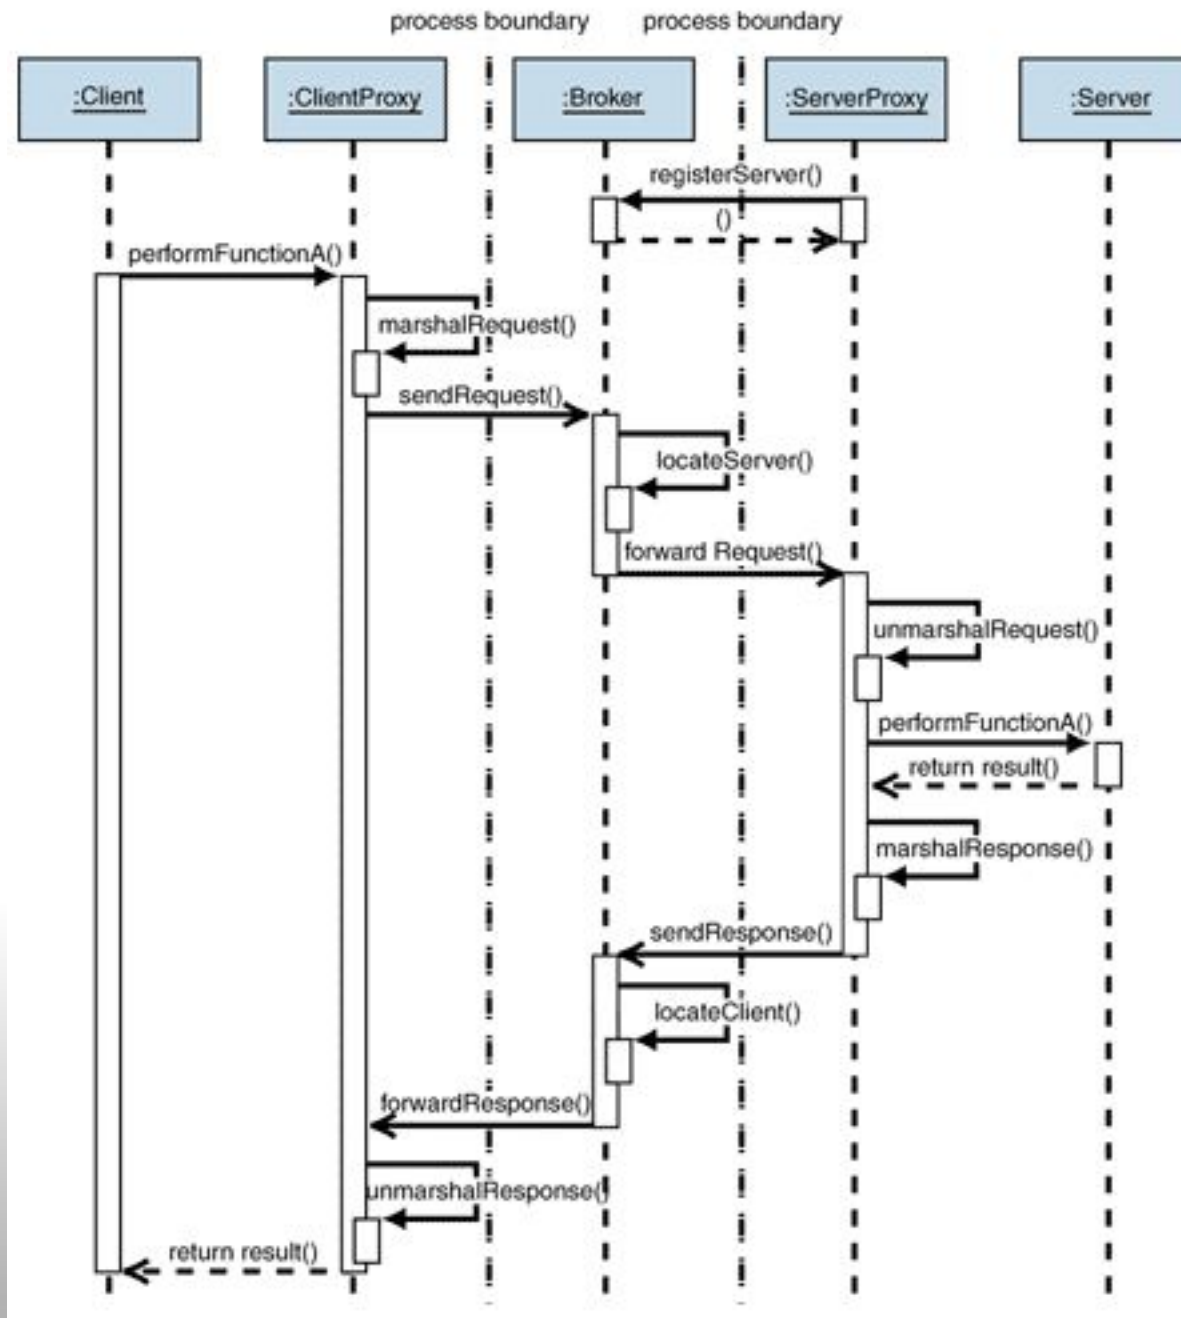 process boundary process boundary
:Client :ClientProxy :Broker :ServerProxy :Server
registerServer()
()
performFunctionA()
marshalRequest()
sendRequest()
locateServer()
forward Request()
unmarshalRequest()
performFunctionA()
return result()
marshalResponse()
sendResponse()
locateClient()
forwardResponse()
unmarshalResponse()
return result()